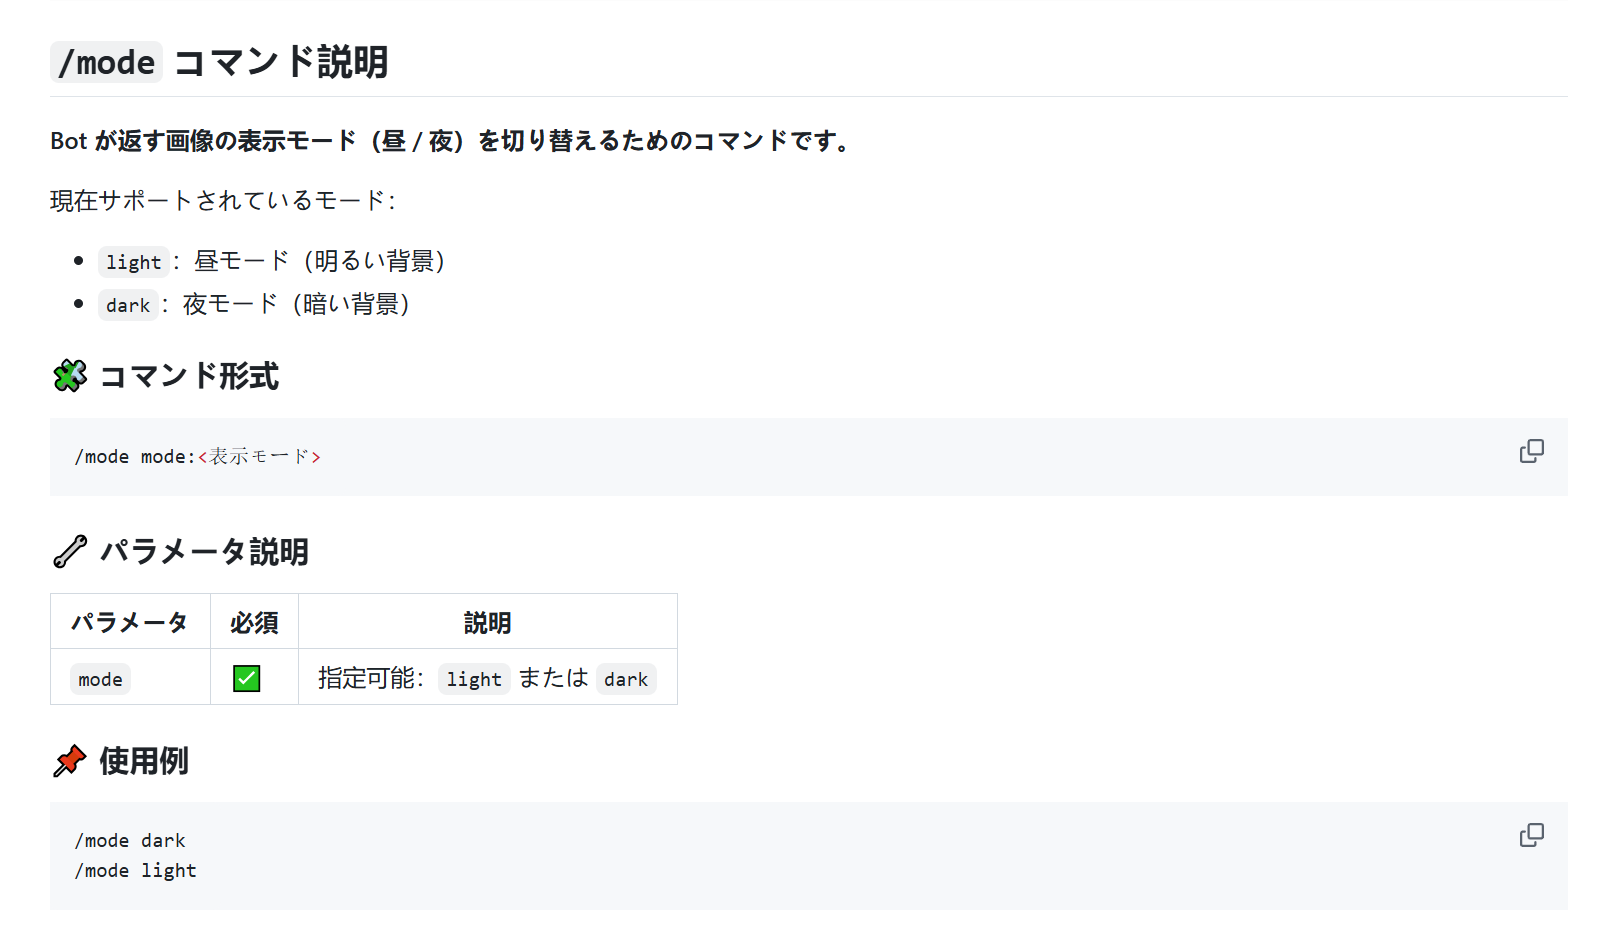 /mode コマンド説明
Bot が返す画像の表示モード（昼 / 夜）を切り替えるためのコマンドです。
現在サポートされているモード：
light：昼モード（明るい背景）
dark：夜モード（暗い背景）
コマンド形式
/mode mode:<表示モード>
パラメータ説明
パラメータ 必須 説明
mode ✅ 指定可能：light または dark
使用例
/mode dark
/mode light